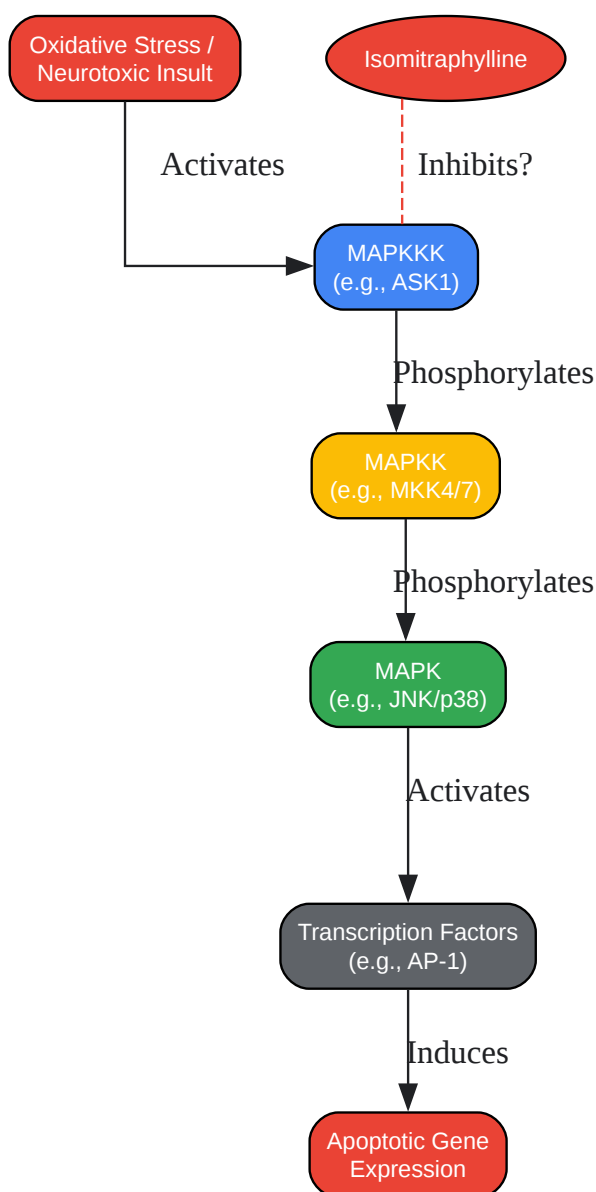 Oxidative Stress /
Neurotoxic Insult
Isomitraphylline
Activates
Inhibits?
MAPKKK
(e.g., ASK1)
Phosphorylates
MAPKK
(e.g., MKK4/7)
Phosphorylates
MAPK
(e.g., JNK/p38)
Activates
Transcription Factors
(e.g., AP-1)
Induces
Apoptotic Gene
Expression